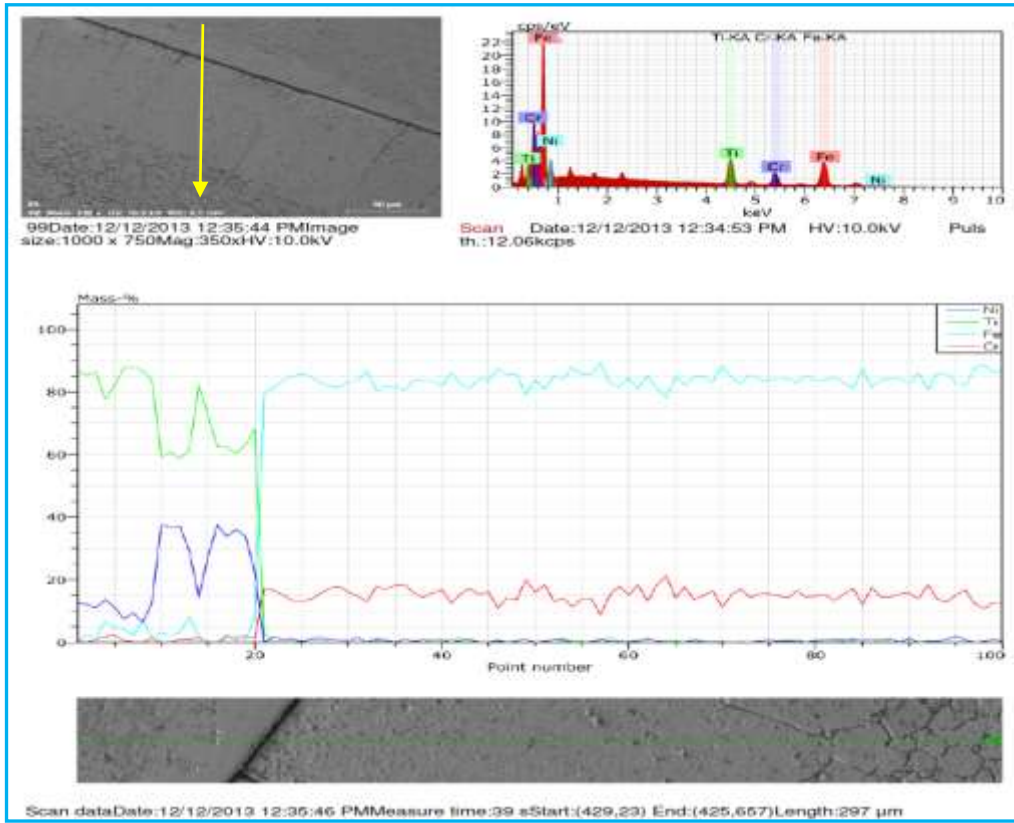 cps/eV
Ti-KA Cr-KA Fe-KA
22
20
18
16
14
12
10
8
6
4
2
0
Fe
Cr
Ni
Ti
Ti
Cr
Fe
Ni
1 2 3 4 5 6 7 8 9 10
keV
99Date:12/12/2013 12:35:44 PMImage
size:1000 x 750Mag:350xHV:10.0kV
Scan Date:12/12/2013 12:34:53 PM HV:10.0kV Puls
th.:12.06kcps
Mass-%
Ni
Ti
Fe
Cr
100
80
60
40
20
0
20 40 60 80 100
Point number
Scan dataDate:12/12/2013 12:35:46 PMMeasure time:39 sStart:(429,23) End:(425,657)Length:297 µm